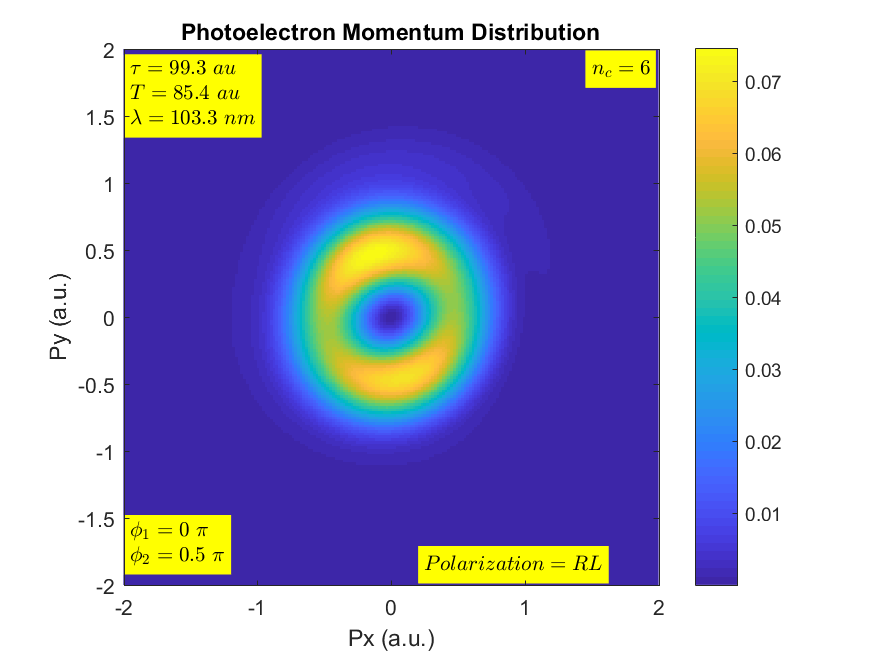 Photoelectron Momentum Distribution
τ = 99.3 au
T = 85.4 au
λ = 103.3 nm
n_c = 6
ϕ_1 = 0 π
ϕ_2 = 0.5 π
Polarization = RL
2
1.5
1
0.5
0
-0.5
-1
-1.5
-2
Py (a.u.)
-2
-1
0
1
2
Px (a.u.)
0.07
0.06
0.05
0.04
0.03
0.02
0.01